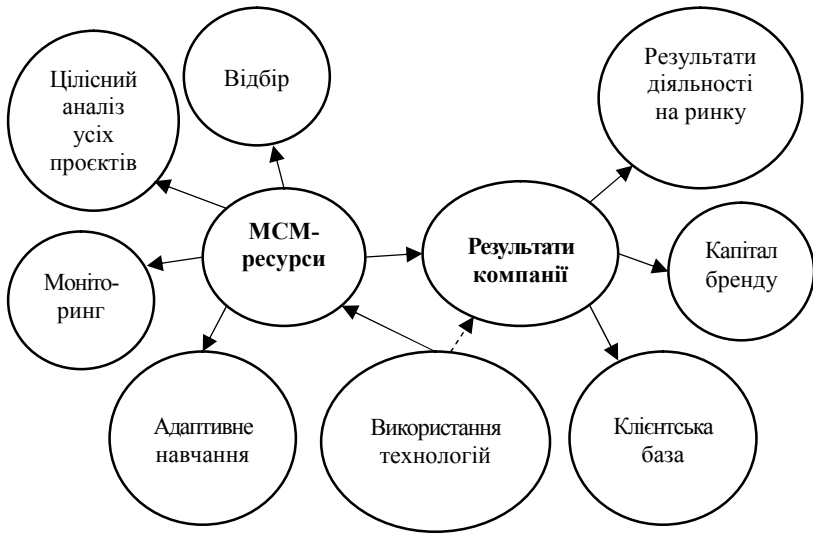 Цілісний
аналіз
усіх
проєктів
Відбір
Результати
діяльності
на ринку
МСМ-
ресурси
Результати
компанії
Капітал
бренду
Моніто-
ринг
Адаптивне
навчання
Використання
технологій
Клієнтська
база